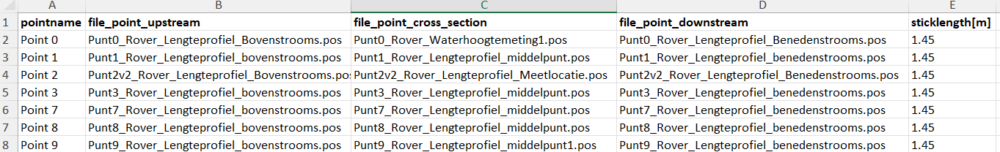 A B C D E
1 pointname file_point_upstream file_point_cross_section file_point_downstream sticklength[m]
2 Point 0 Punt0_Rover_Lengteprofiel_Bovenstrooms.pos Punt0_Rover_Waterhoogtemeting1.pos Punt0_Rover_Lengteprofiel_Benedenstrooms.pos 1.45
3 Point 1 Punt1_Rover_Lengteprofiel_bovenstrooms.pos Punt1_Rover_Lengteprofiel_middelpunt.pos Punt1_Rover_Lengteprofiel_benedenstrooms.pos 1.45
4 Point 2 Punt2v2_Rover_Lengteprofiel_Bovenstrooms.pos Punt2v2_Rover_Lengteprofiel_Meetlocatie.pos Punt2v2_Rover_Lengteprofiel_Benedenstrooms.pos 1.45
5 Point 3 Punt3_Rover_Lengteprofiel_bovenstrooms.pos Punt3_Rover_Lengteprofiel_middelpunt.pos Punt3_Rover_Lengteprofiel_benedenstrooms.pos 1.45
6 Point 7 Punt7_Rover_Lengteprofiel_bovenstrooms.pos Punt7_Rover_Lengteprofiel_middelpunt.pos Punt7_Rover_Lengteprofiel_benedenstrooms.pos 1.45
7 Point 8 Punt8_Rover_Lengteprofiel_bovenstrooms.pos Punt8_Rover_Lengteprofiel_middelpunt.pos Punt8_Rover_Lengteprofiel_benedenstrooms.pos 1.45
8 Point 9 Punt9_Rover_Lengteprofiel_bovenstrooms.pos Punt9_Rover_Lengteprofiel_middelpunt1.pos Punt9_Rover_Lengteprofiel_benedenstrooms.pos 1.45